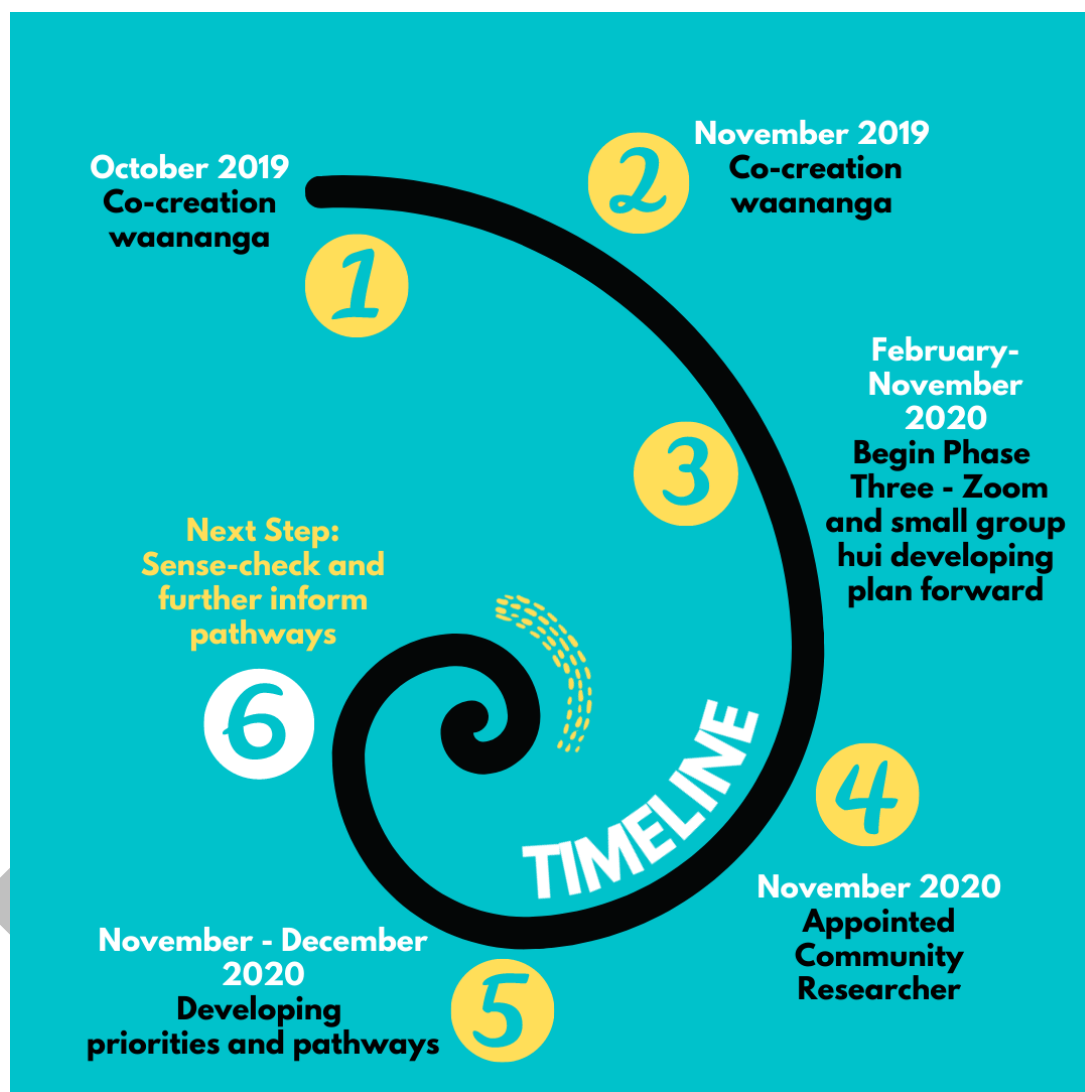 October 2019
Co-creation
waananga
1
2
November 2019
Co-creation
waananga
3
February-
November
2020
Begin Phase
Three - Zoom
and small group
hui developing
plan forward
4
November 2020
Appointed
Community
Researcher
5
November - December
2020
Developing
priorities and pathways
6
Next Step:
Sense-check and
further inform
pathways
TIMELINE